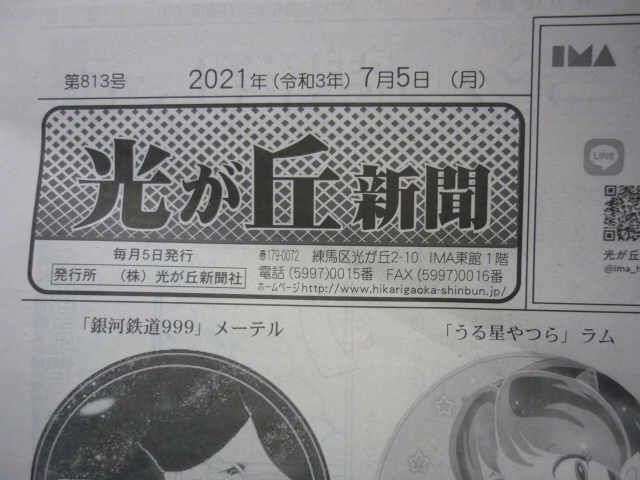 第813号 2021年(令和3年)7月5日 (月)
光が丘新聞
毎月5日発行
発行所 (株)光が丘新聞社
〠179-0072 練馬区光が丘2-10 IMA東館1階
電話(5997)0015番 FAX(5997)0016番
ホームページhttp://www.hikarigaoka-shinbun.jp/
「銀河鉄道999」メーテル
「うる星やつら」ラム
IMA
LINE
光が丘
@ima_h